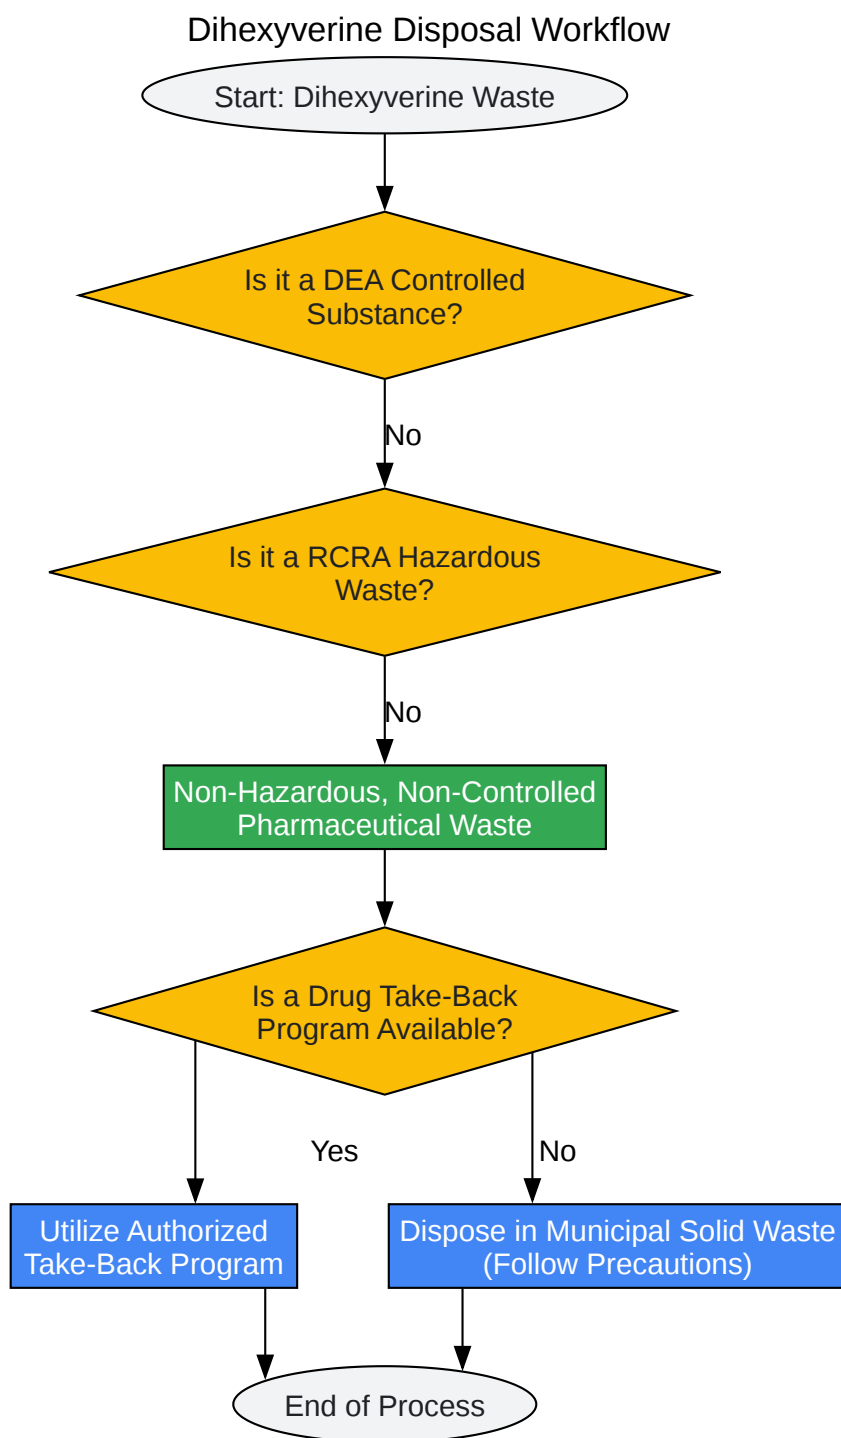 Dihexyverine Disposal Workflow
Start: Dihexyverine Waste
Is it a DEA Controlled
Substance?
No
Is it a RCRA Hazardous
Waste?
No
Non-Hazardous, Non-Controlled
Pharmaceutical Waste
Is a Drug Take-Back
Program Available?
Yes
No
Utilize Authorized
Take-Back Program
Dispose in Municipal Solid Waste
(Follow Precautions)
End of Process